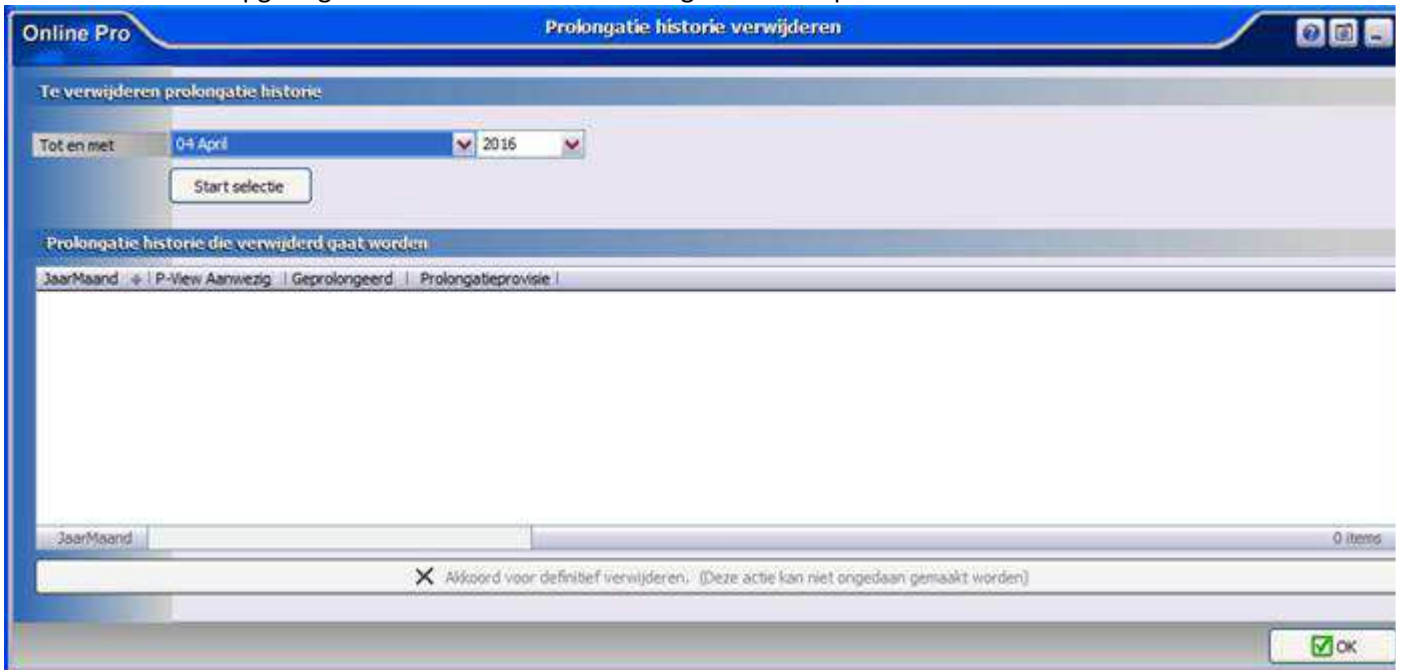 Online Pro
Prolongatie historie verwijderen
Te verwijderen prolongatie historie
Tot en met 04 April 2016
Start selectie
Prolongatie historie die verwijderd gaat worden
JaarMaand P-View Aanwezig Geprolongeerd Prolongatieprovisie
JaarMaand 0 items
Akkoord voor definitief verwijderen. (Deze actie kan niet ongedaan gemaakt worden)
OK